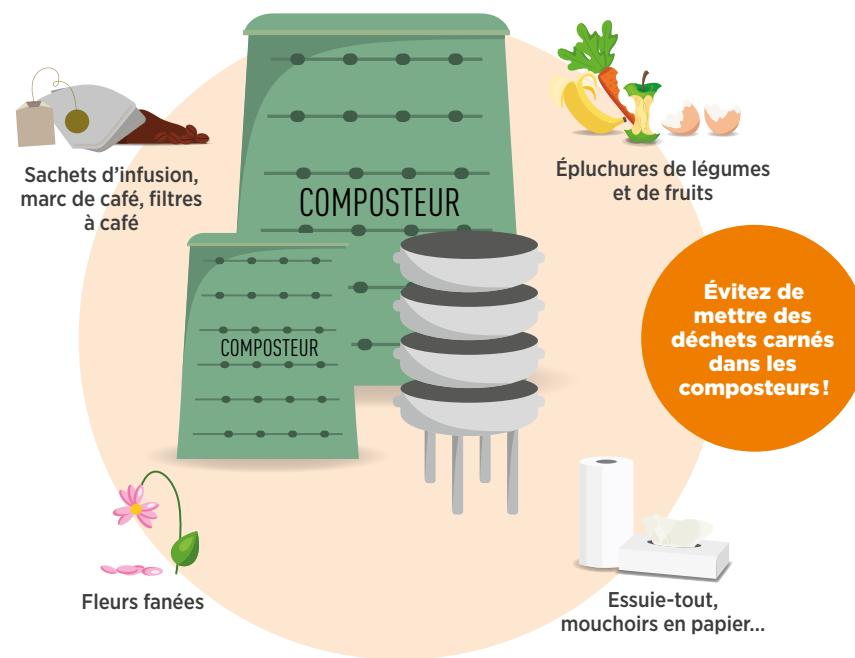 Sachets d’infusion,
marc de café, filtres
à café
COMPOSTEUR
Épluchures de légumes
et de fruits
COMPOSTEUR
Évitez de
mettre des
déchets carnés
dans les
composteurs !
Fleurs fanées
Essuie-tout,
mouchoirs en papier...